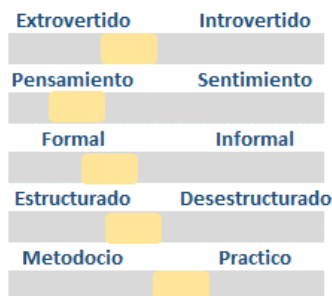 Extrovertido Introvertido
Pensamiento Sentimiento
Formal Informal
Estructurado Desestructurado
Metodocio Practico